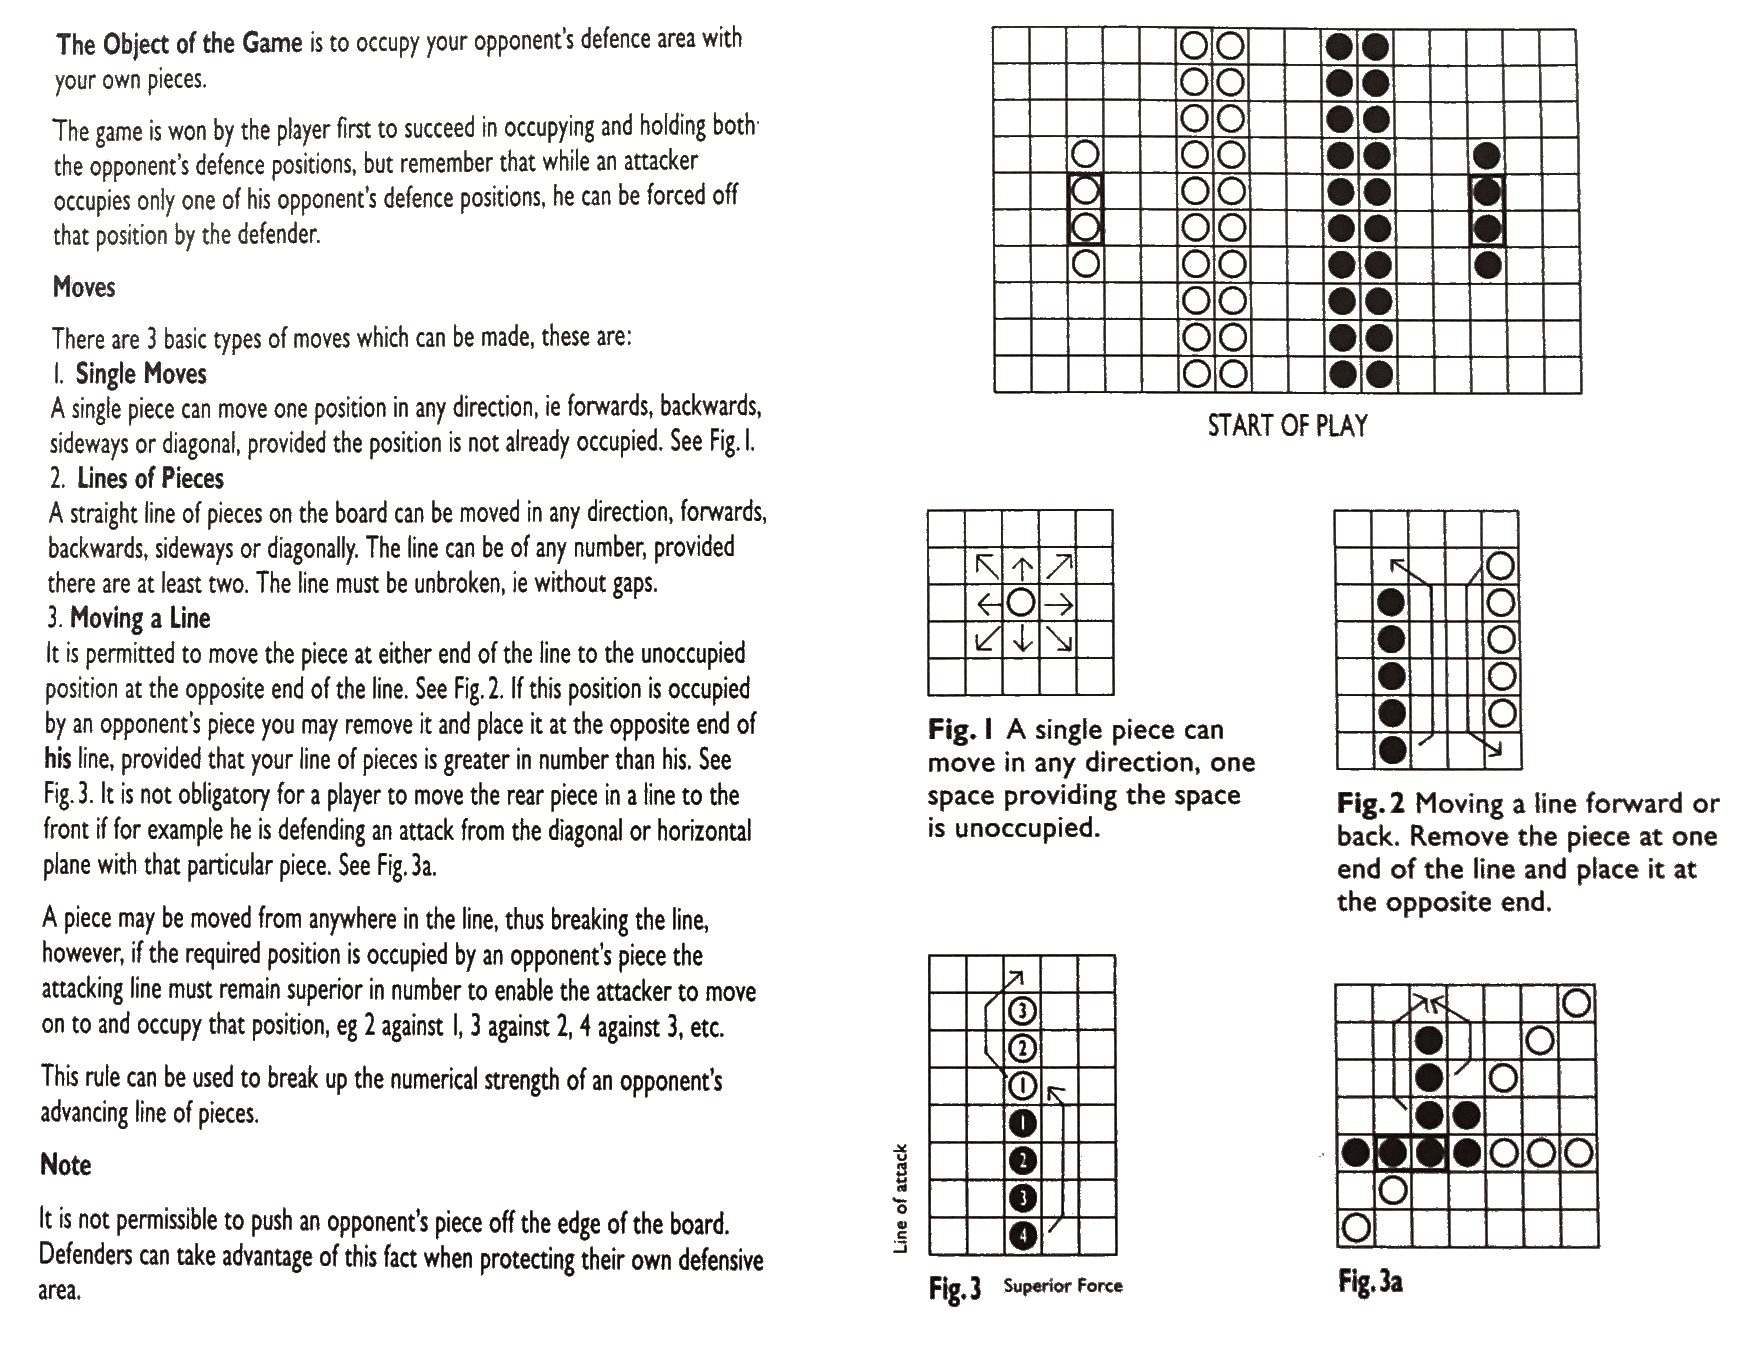 The Object of the Game is to occupy your opponent's defence area with
your own pieces.
The game is won by the player first to succeed in occupying and holding both
the opponent's defence positions, but remember that while an attacker
occupies only one of his opponent's defence positions, he can be forced off
that position by the defender.
Moves
There are 3 basic types of moves which can be made, these are:
1. Single Moves
A single piece can move one position in any direction, ie forwards, backwards,
sideways or diagonal, provided the position is not already occupied. See Fig. 1.
2. Lines of Pieces
A straight line of pieces on the board can be moved in any direction, forwards,
backwards, sideways or diagonally. The line can be of any number, provided
there are at least two. The line must be unbroken, ie without gaps.
3. Moving a Line
It is permitted to move the piece at either end of the line to the unoccupied
position at the opposite end of the line. See Fig. 2. If this position is occupied
by an opponent's piece you may remove it and place it at the opposite end of
his line, provided that your line of pieces is greater in number than his. See
Fig. 3. It is not obligatory for a player to move the rear piece in a line to the
front if for example he is defending an attack from the diagonal or horizontal
plane with that particular piece. See Fig. 3a.
A piece may be moved from anywhere in the line, thus breaking the line,
however, if the required position is occupied by an opponent's piece the
attacking line must remain superior in number to enable the attacker to move
on to and occupy that position, eg 2 against 1, 3 against 2, 4 against 3, etc.
This rule can be used to break up the numerical strength of an opponent's
advancing line of pieces.
Note
It is not permissible to push an opponent's piece off the edge of the board.
Defenders can take advantage of this fact when protecting their own defensive
area.
START OF PLAY
Fig. 1 A single piece can
move in any direction, one
space providing the space
is unoccupied.
Fig. 2 Moving a line forward or
back. Remove the piece at one
end of the line and place it at
the opposite end.
3
2
1
1
2
3
4
Line of attack
Fig. 3 Superior Force
Fig. 3a